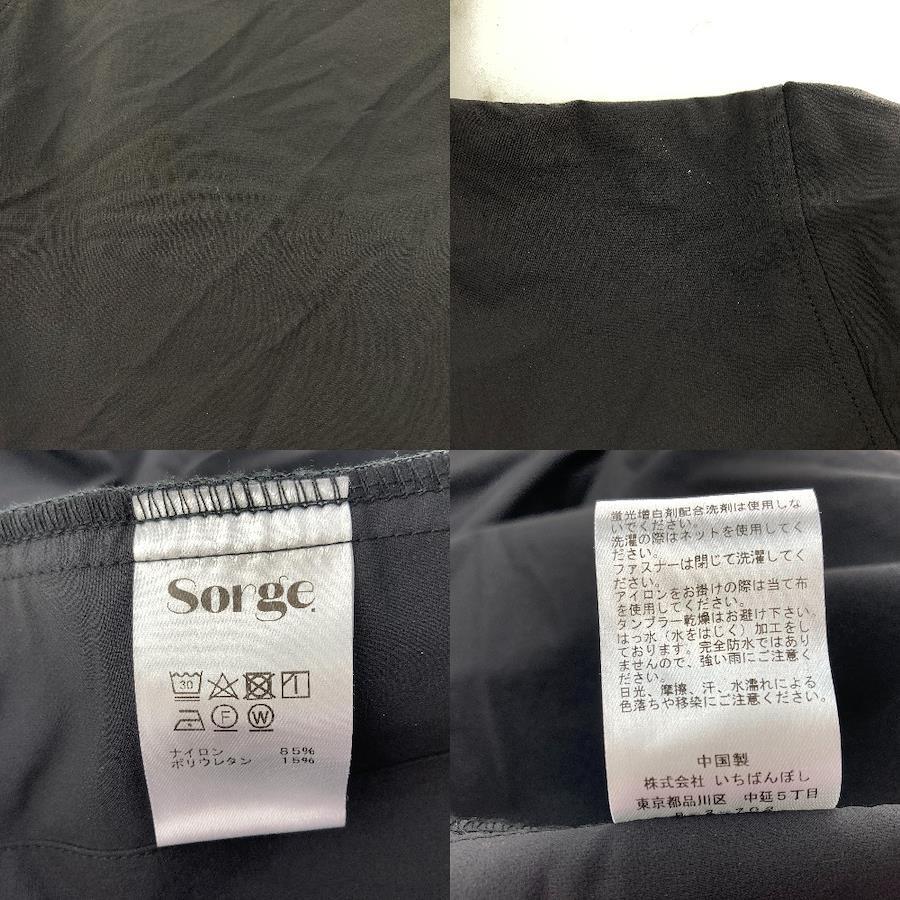 Sorge.
30
F
W
ナイロン 85%
ポリウレタン 15%
蛍光増白剤配合洗剤は使用しな
いでください。
洗濯の際はネットを使用してく
ださい。
ファスナーは閉じて洗濯してく
ださい。
アイロンをお掛けの際は当て布
を使用してください。
タンブラー乾燥はお避け下さい。
はっ水（水をはじく）加工をし
ております。完全防水ではあり
ませんので、強い雨にご注意く
ださい。
日光、摩擦、汗、水濡れによる
色落ちや移染にご注意ください。
中国製
株式会社 いちばんぼし
東京都品川区 中延5丁目